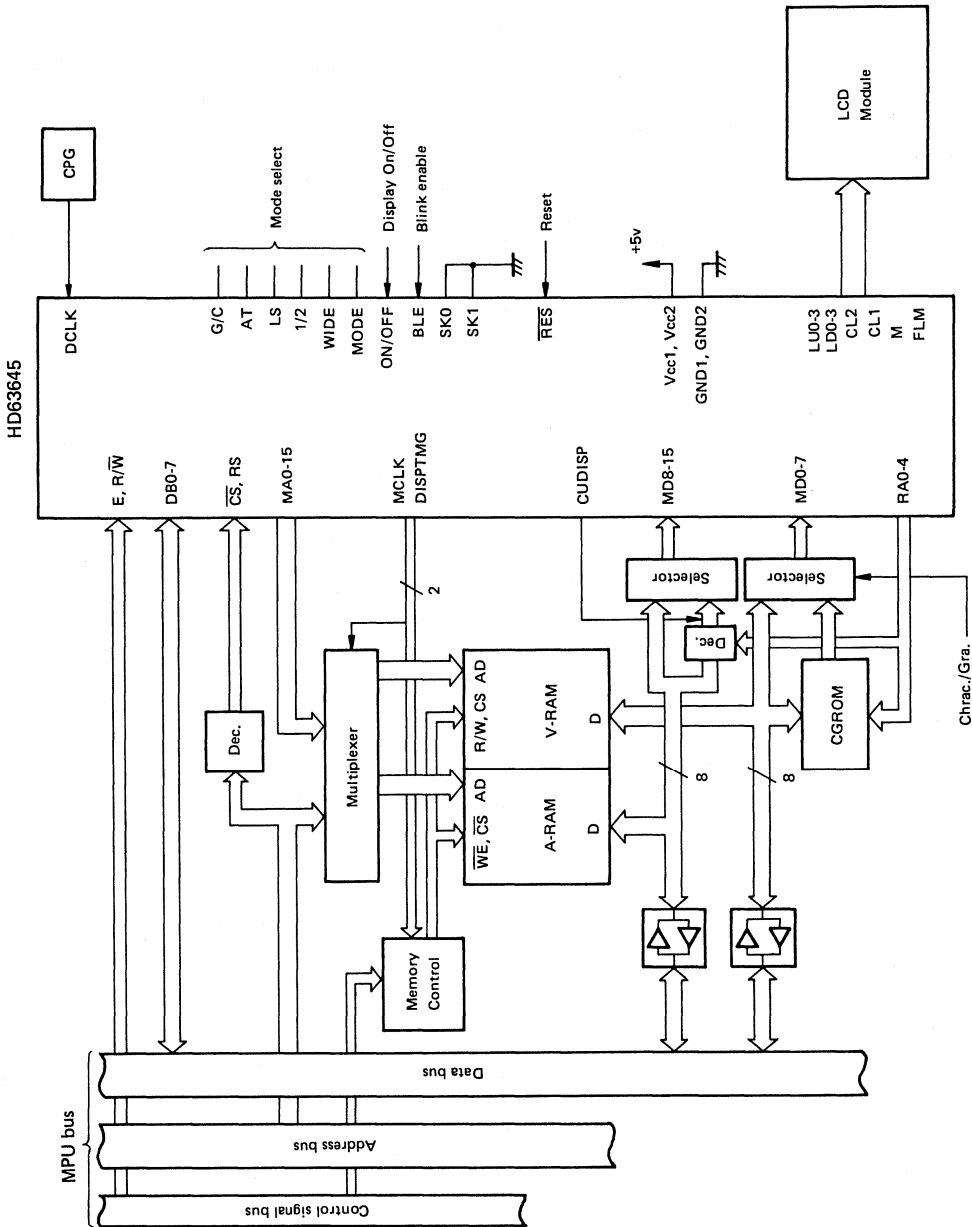 HD63645
CPG
DCLK
E, R/W̅
DB0-7
C̅S̅, RS
MA0-15
MCLK
DISPTMG
CUDISP
MD8-15
MD0-7
RA0-4
G/C
AT
LS
1/2
WIDE
MODE
Mode select
ON/OFF
Display On/Off
BLE
Blink enable
SK0
SK1
R̅E̅S̅
Reset
+5v
Vcc1, Vcc2
GND1, GND2
LU0-3
LD0-3
CL2
CL1
M
FLM
LCD
Module
Dec.
Multiplexer
2
Memory
Control
W̅E̅, C̅S̅ AD
R/W, CS AD
A-RAM
V-RAM
D
D
Selector
Selector
Dec.
CGROM
8
8
Chrac./Gra.
MPU bus
Data bus
Address bus
Control signal bus